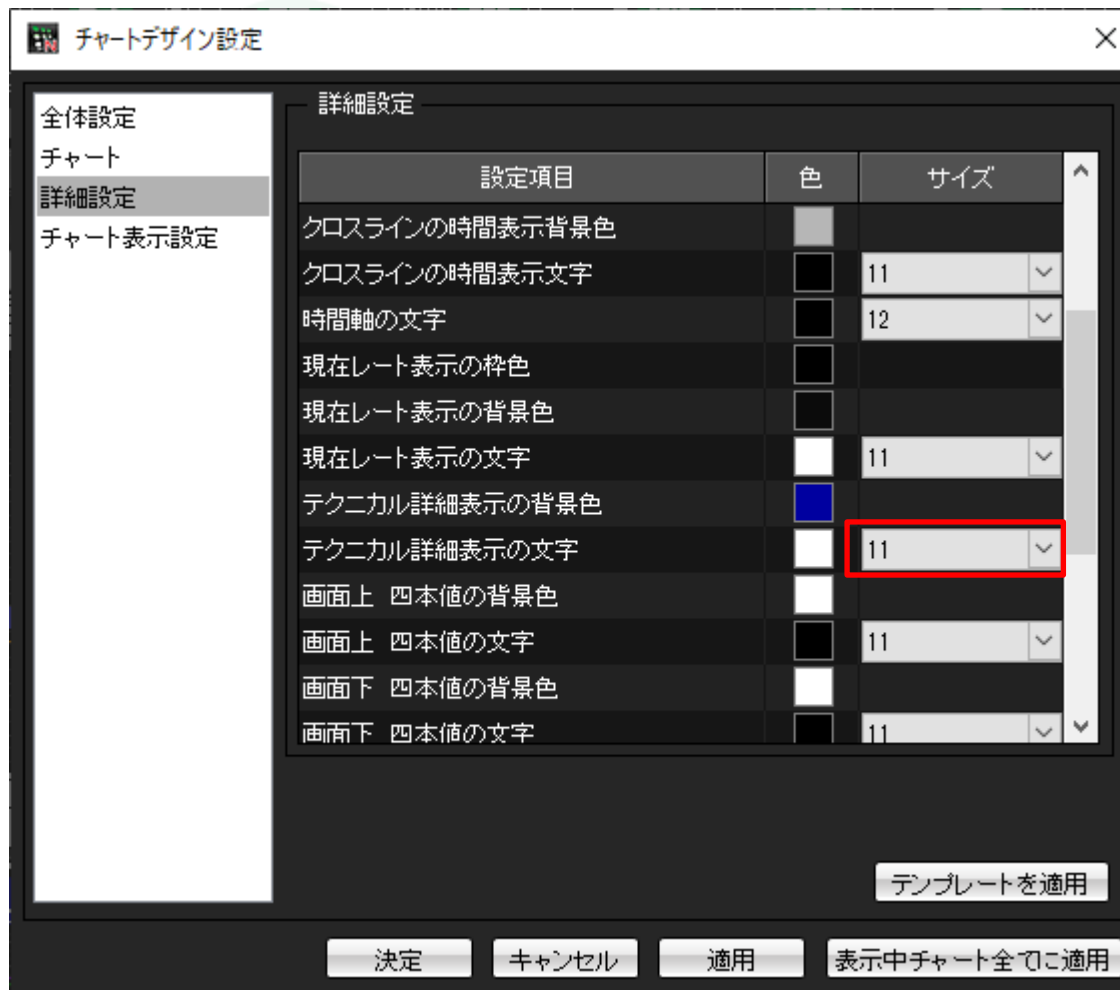 チャートデザイン設定
全体設定
チャート
詳細設定
チャート表示設定
詳細設定
設定項目 色 サイズ
クロスラインの時間表示背景色
クロスラインの時間表示文字 11
時間軸の文字 12
現在レート表示の枠色
現在レート表示の背景色
現在レート表示の文字 11
テクニカル詳細表示の背景色
テクニカル詳細表示の文字 11
画面上 四本値の背景色
画面上 四本値の文字 11
画面下 四本値の背景色
画面下 四本値の文字 11
テンプレートを適用
決定 キャンセル 適用 表示中チャート全てに適用